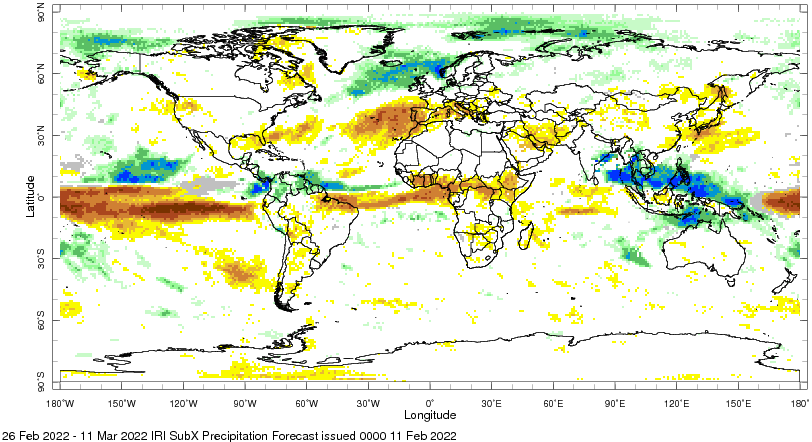 90°N
60°N
30°N
0°
30°S
60°S
90°S
Latitude
180°W 150°W 120°W 90°W 60°W 30°W 0° 30°E 60°E 90°E 120°E 150°E 180°
Longitude
26 Feb 2022 - 11 Mar 2022 IRI SubX Precipitation Forecast issued 0000 11 Feb 2022